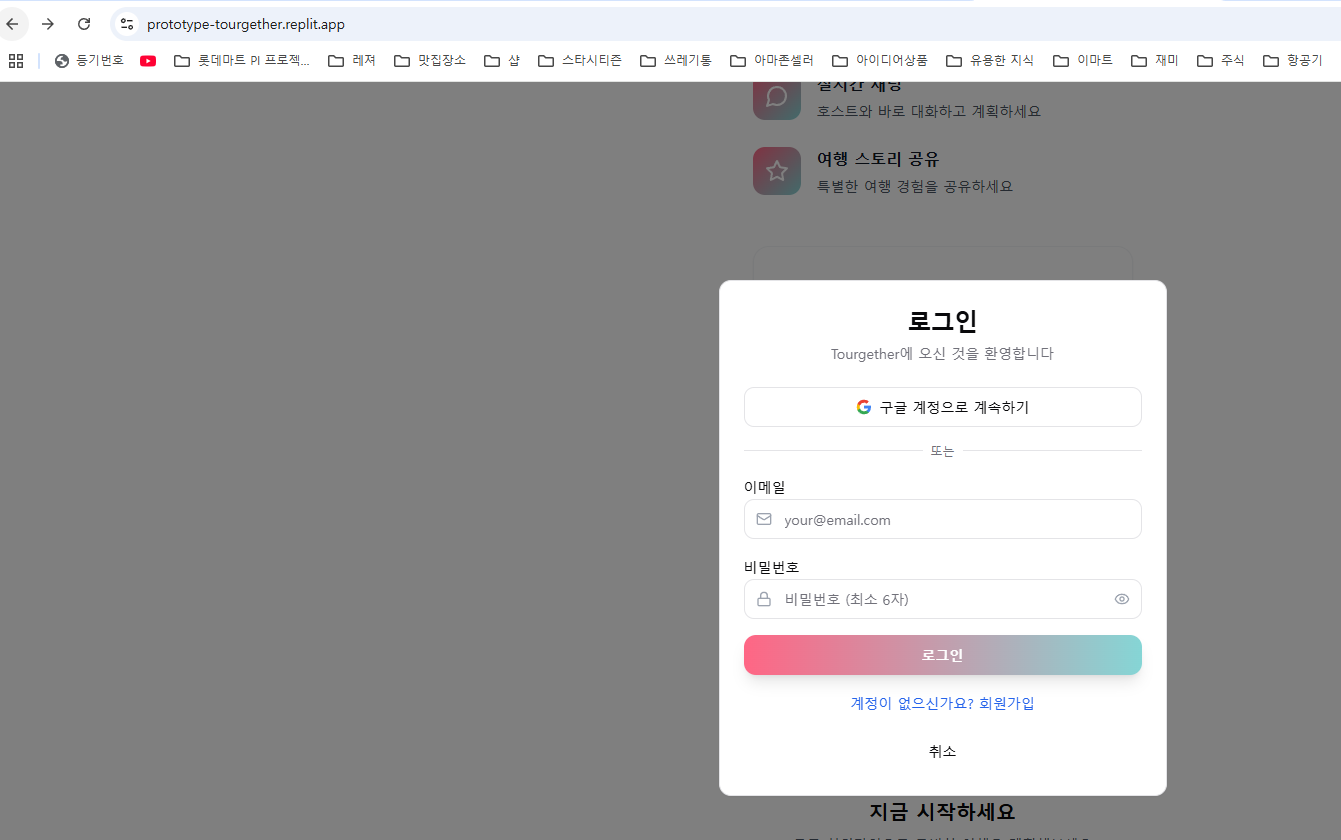 prototype-tourgether.replit.app
등기번호 롯데마트 PI 프로젝... 레져 맛집장소 샵 스타시티즌 쓰레기통 아마존셀러 아이디어상품 유용한 지식 이마트 재미 주식 항공기
실시간 채팅
호스트와 바로 대화하고 계획하세요
여행 스토리 공유
특별한 여행 경험을 공유하세요
로그인
Tourgether에 오신 것을 환영합니다
구글 계정으로 계속하기
또는
이메일
your@email.com
비밀번호
비밀번호 (최소 6자)
로그인
계정이 없으신가요? 회원가입
취소
지금 시작하세요